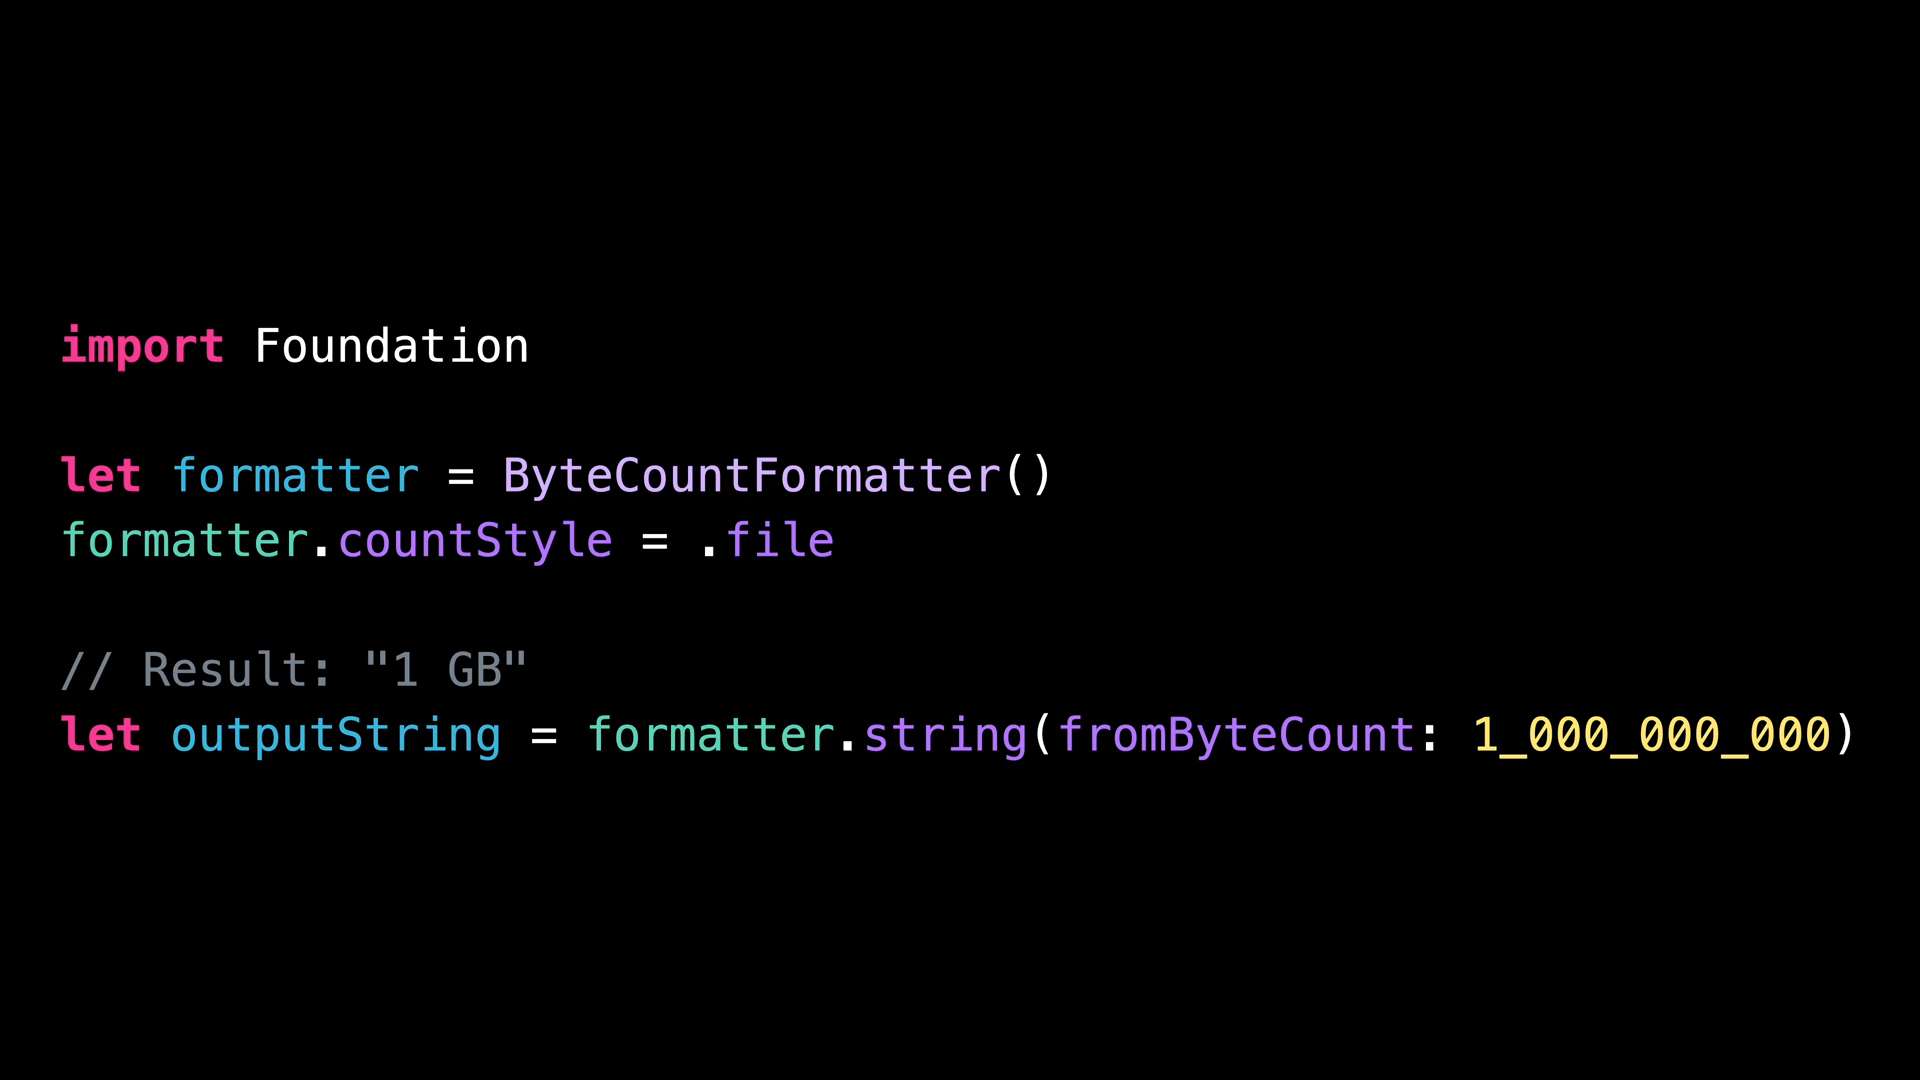 import Foundation
let formatter = ByteCountFormatter()
formatter.countStyle = .file
// Result: "1 GB"
let outputString = formatter.string(fromByteCount: 1_000_000_000)